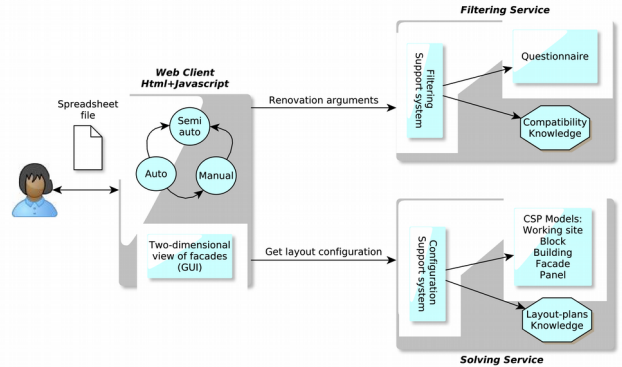 Filtering Service
Web Client
Html+Javascript
Spreadsheet
file
Semi
auto
Auto
Manual
Two-dimensional
view of facades
(GUI)
Renovation arguments
Get layout configuration
Filtering
Support system
Questionnaire
Compatibility
Knowledge
Configuration
Support system
CSP Models:
Working site
Block
Building
Facade
Panel
Layout-plans
Knowledge
Solving Service